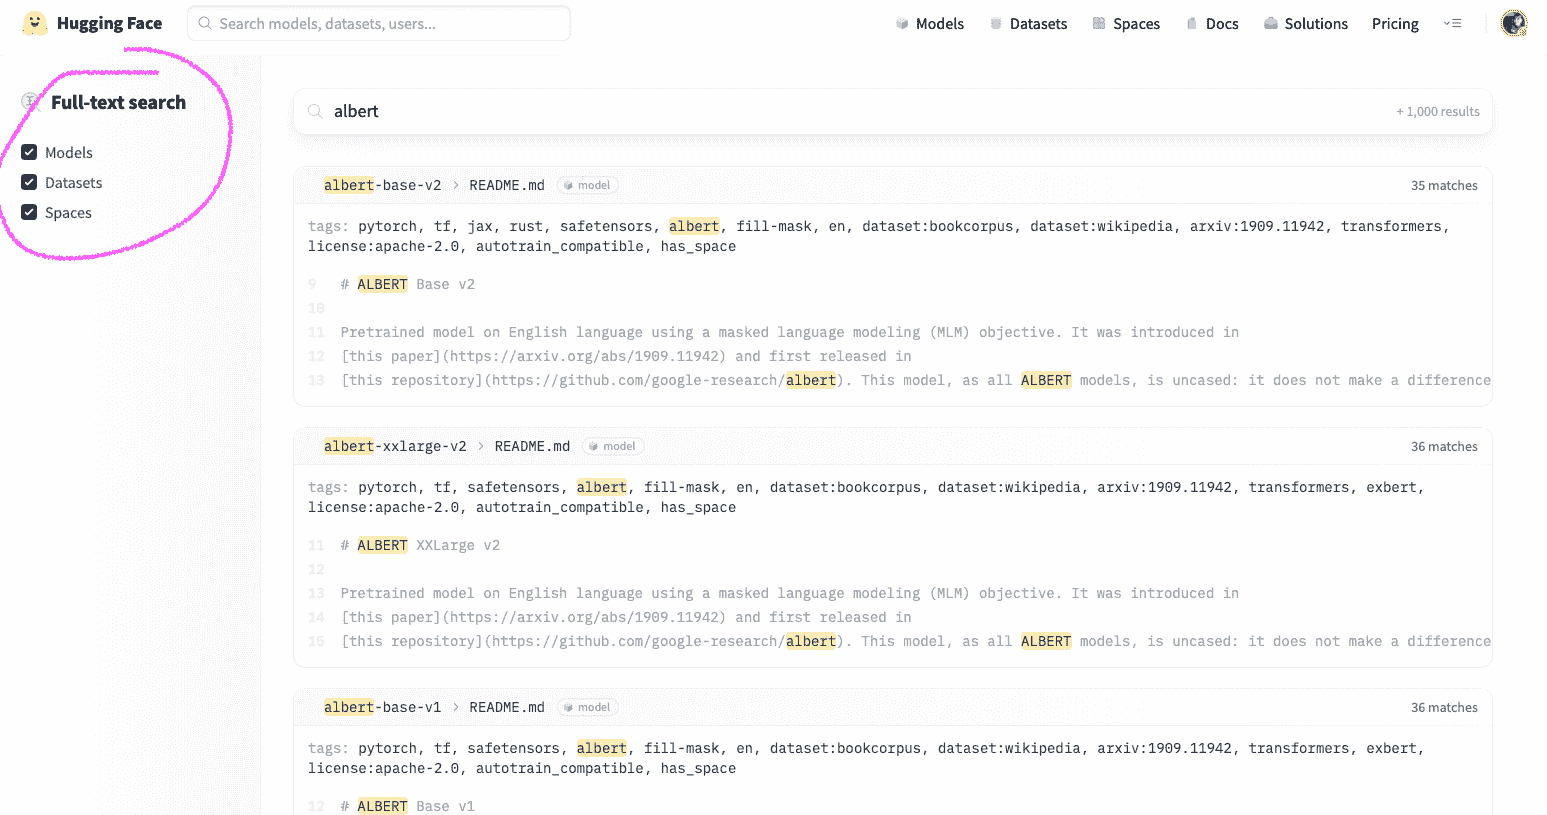 Hugging Face
Search models, datasets, users...
Models
Datasets
Spaces
Docs
Solutions
Pricing
Full-text search
Models
Datasets
Spaces
albert
+ 1,000 results
albert-base-v2 > README.md model 35 matches
tags: pytorch, tf, jax, rust, safetensors, albert, fill-mask, en, dataset:bookcorpus, dataset:wikipedia, arxiv:1909.11942, transformers,
license:apache-2.0, autotrain_compatible, has_space
9 # ALBERT Base v2
10
11 Pretrained model on English language using a masked language modeling (MLM) objective. It was introduced in
12 [this paper](https://arxiv.org/abs/1909.11942) and first released in
13 [this repository](https://github.com/google-research/albert). This model, as all ALBERT models, is uncased: it does not make a difference
albert-xxlarge-v2 > README.md model 36 matches
tags: pytorch, tf, safetensors, albert, fill-mask, en, dataset:bookcorpus, dataset:wikipedia, arxiv:1909.11942, transformers, exbert,
license:apache-2.0, autotrain_compatible, has_space
11 # ALBERT XXLarge v2
12
13 Pretrained model on English language using a masked language modeling (MLM) objective. It was introduced in
14 [this paper](https://arxiv.org/abs/1909.11942) and first released in
15 [this repository](https://github.com/google-research/albert). This model, as all ALBERT models, is uncased: it does not make a difference
albert-base-v1 > README.md model 36 matches
tags: pytorch, tf, safetensors, albert, fill-mask, en, dataset:bookcorpus, dataset:wikipedia, arxiv:1909.11942, transformers, exbert,
license:apache-2.0, autotrain_compatible, has_space
12 # ALBERT Base v1